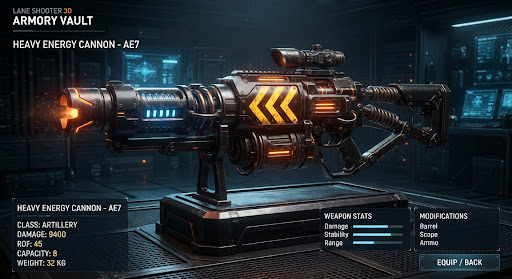 LANE SHOOTER 3D
ARMORY VAULT
HEAVY ENERGY CANNON - AE7
HEAVY ENERGY CANNON - AE7
CLASS: ARTILLERY
DAMAGE: 9400
ROF: 45
CAPACITY: 8
WEIGHT: 32 KG
WEAPON STATS
Damage
Stability
Range
MODIFICATIONS
Barrel
Scope
Ammo
EQUIP / BACK